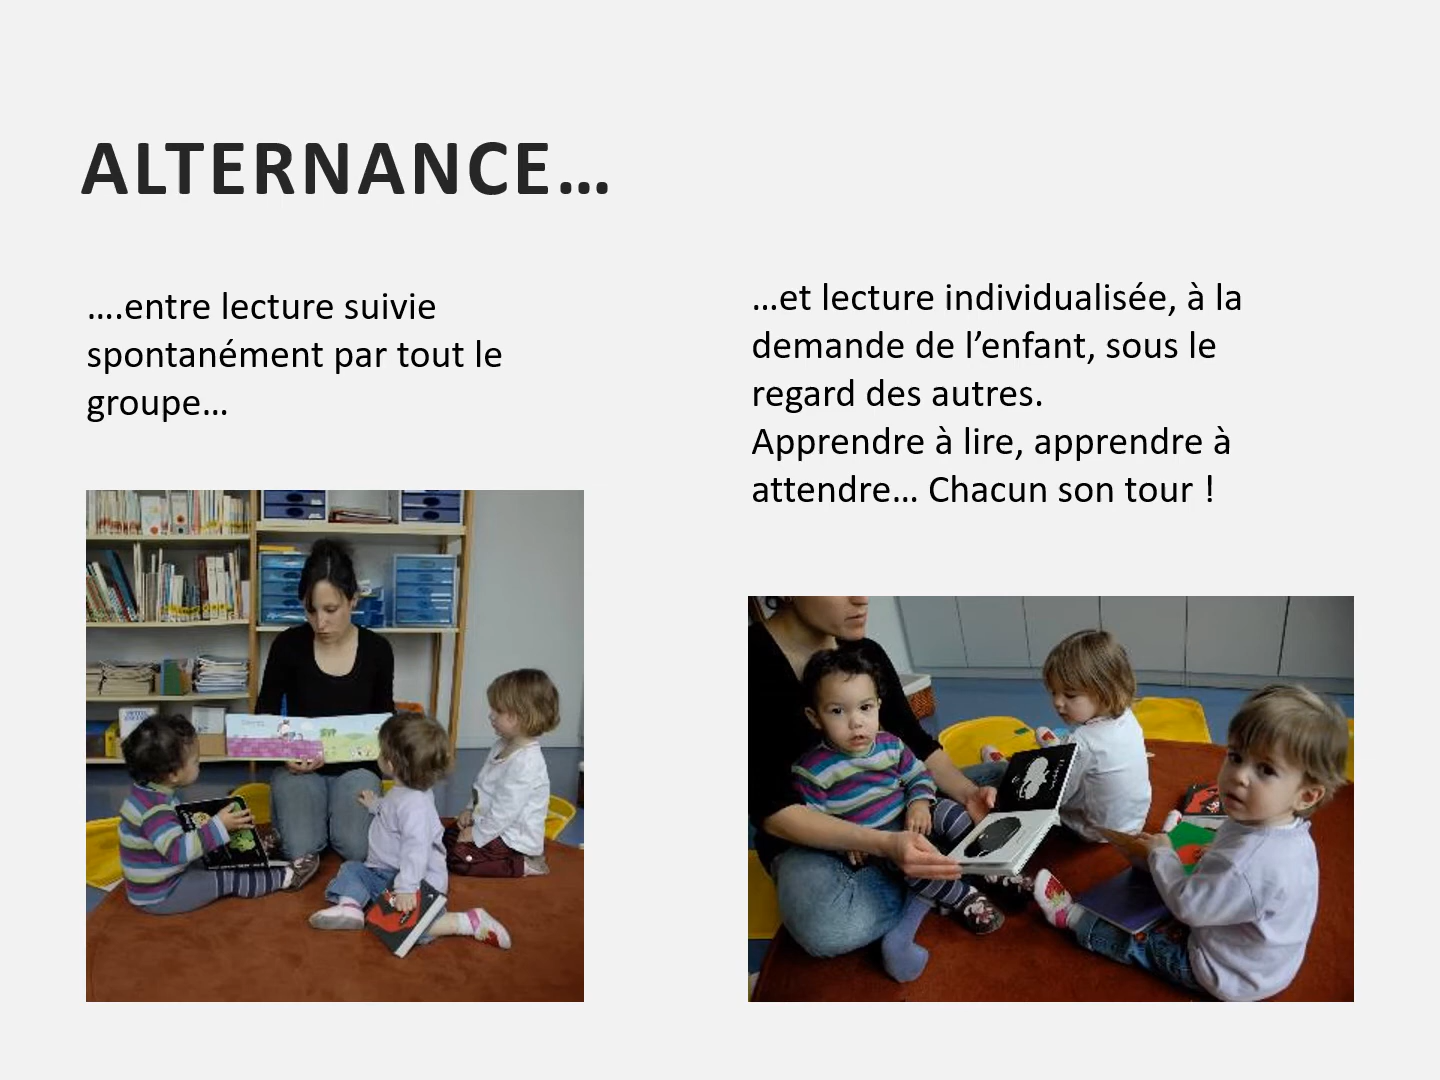 ALTERNANCE…
….entre lecture suivie
spontanément par tout le
groupe…
…et lecture individualisée, à la
demande de l’enfant, sous le
regard des autres.
Apprendre à lire, apprendre à
attendre… Chacun son tour !